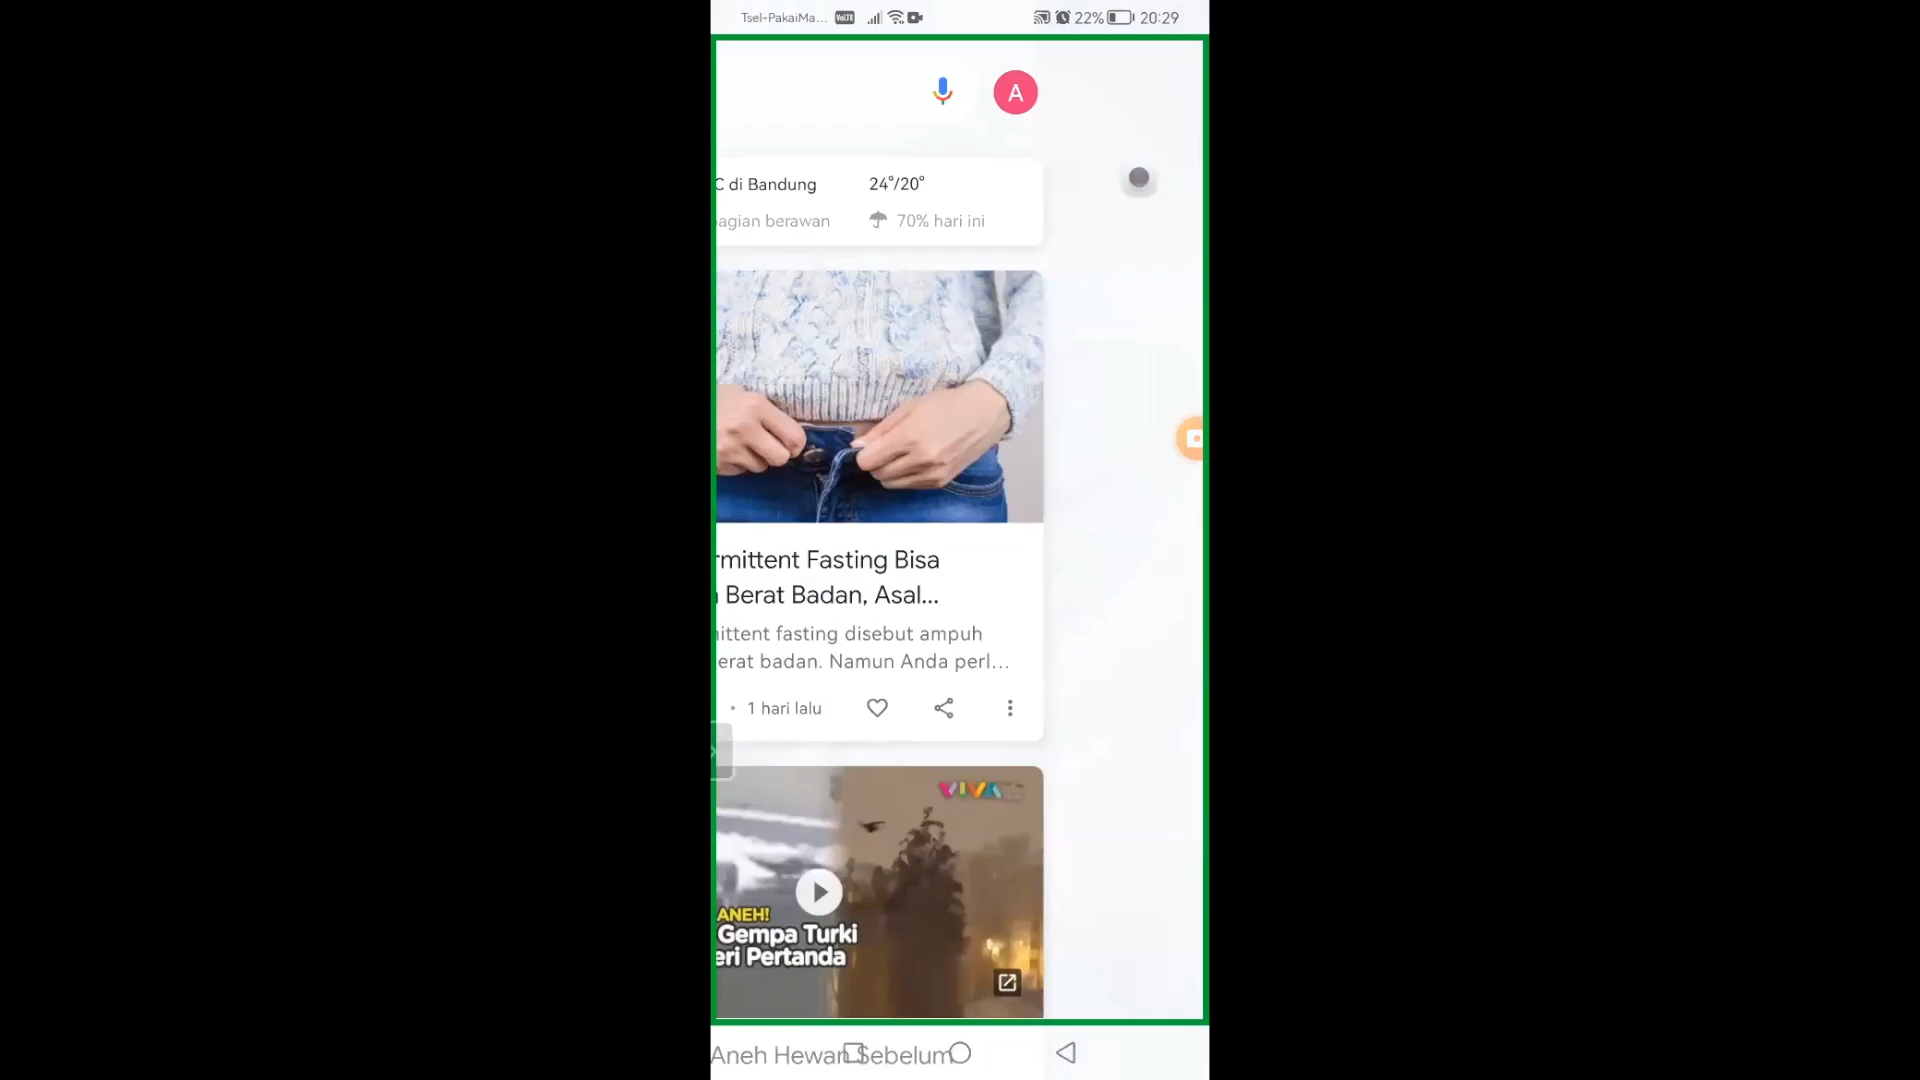 Tsel-PakaiMa... VoLTE 22% 20:29
A
C di Bandung 24°/20°
agian berawan 70% hari ini
rmittent Fasting Bisa
Berat Badan, Asal...
ittent fasting disebut ampuh
erat badan. Namun Anda perl...
• 1 hari lalu
VIVA
ANEH!
Gempa Turki
eri Pertanda
Aneh Hewan Sebelum